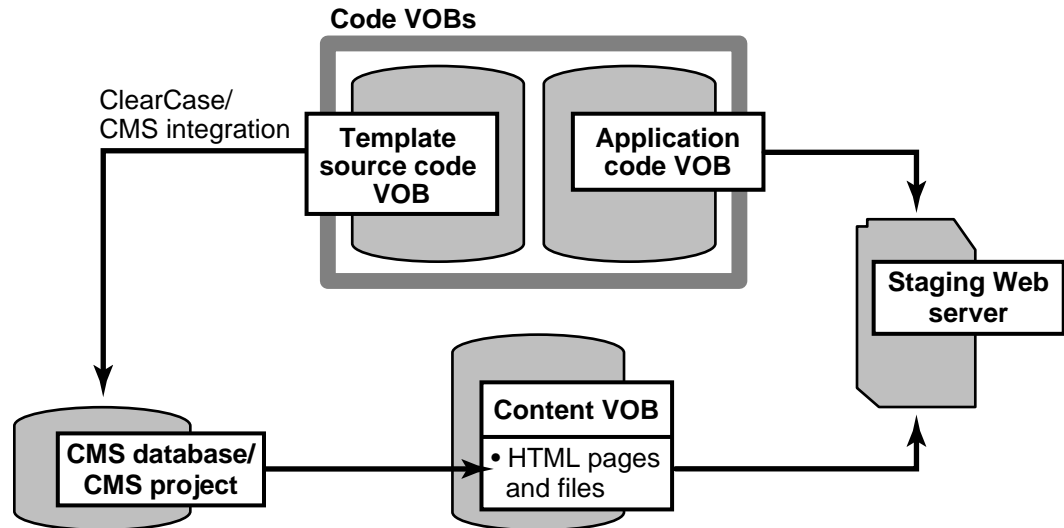 Code VOBs
ClearCase/
CMS integration
Template
source code
VOB
Application
code VOB
Staging Web
server
CMS database/
CMS project
Content VOB
• HTML pages
and files